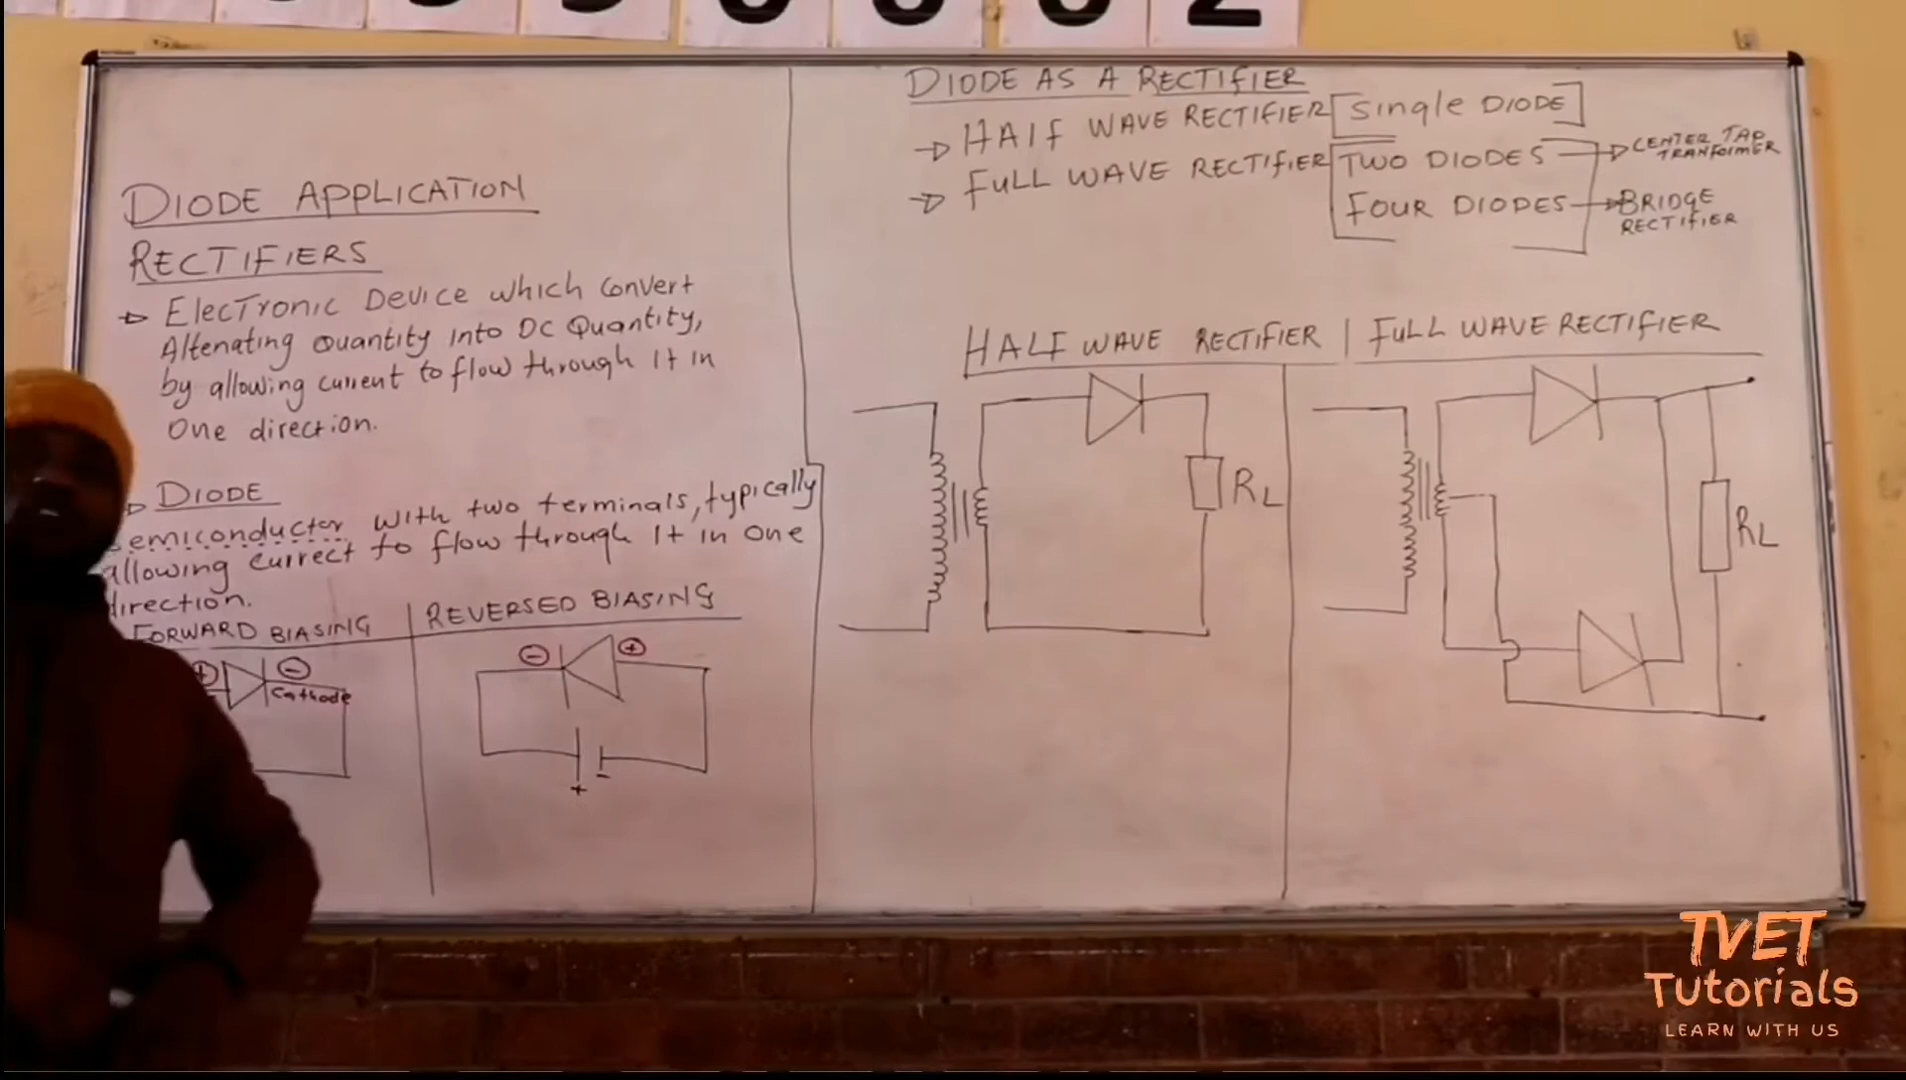 DIODE APPLICATION
RECTIFIERS
Electronic Device which convert
Altenating Quantity into DC Quantity,
by allowing current to flow through It in
One direction.
DIODE
Semiconductor with two terminals, typically
allowing currect to flow through It in one
direction.
FORWARD BIASING
REVERSED BIASING
+
-
Cathode
-
+
+
-
DIODE AS A RECTIFIER
HAlf WAVE RECTIFIER [Single DIODE]
FULL WAVE RECTIFIER [TWO DIODES
CENTER TAP
TRANFORMER
FOUR DIODES
BRIDGE
RECTIFIER
HALF WAVE RECTIFIER | FULL WAVE RECTIFIER
RL
RL
TVET
Tutorials
LEARN WITH US